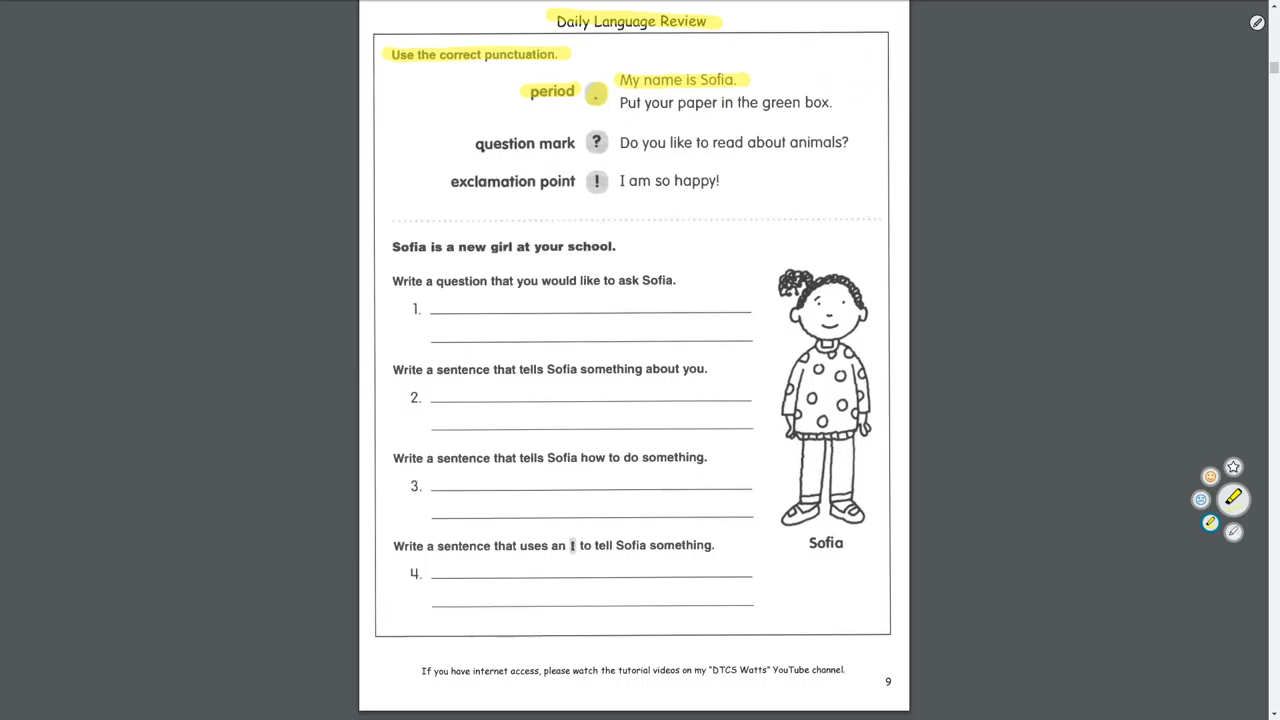 Daily Language Review
Use the correct punctuation.
period . My name is Sofia.
Put your paper in the green box.
question mark ? Do you like to read about animals?
exclamation point ! I am so happy!
Sofia is a new girl at your school.
Write a question that you would like to ask Sofia.
1.
Write a sentence that tells Sofia something about you.
2.
Write a sentence that tells Sofia how to do something.
3.
Write a sentence that uses an ! to tell Sofia something.
4.
Sofia
If you have internet access, please watch the tutorial videos on my "DTCS Watts" YouTube channel.
9